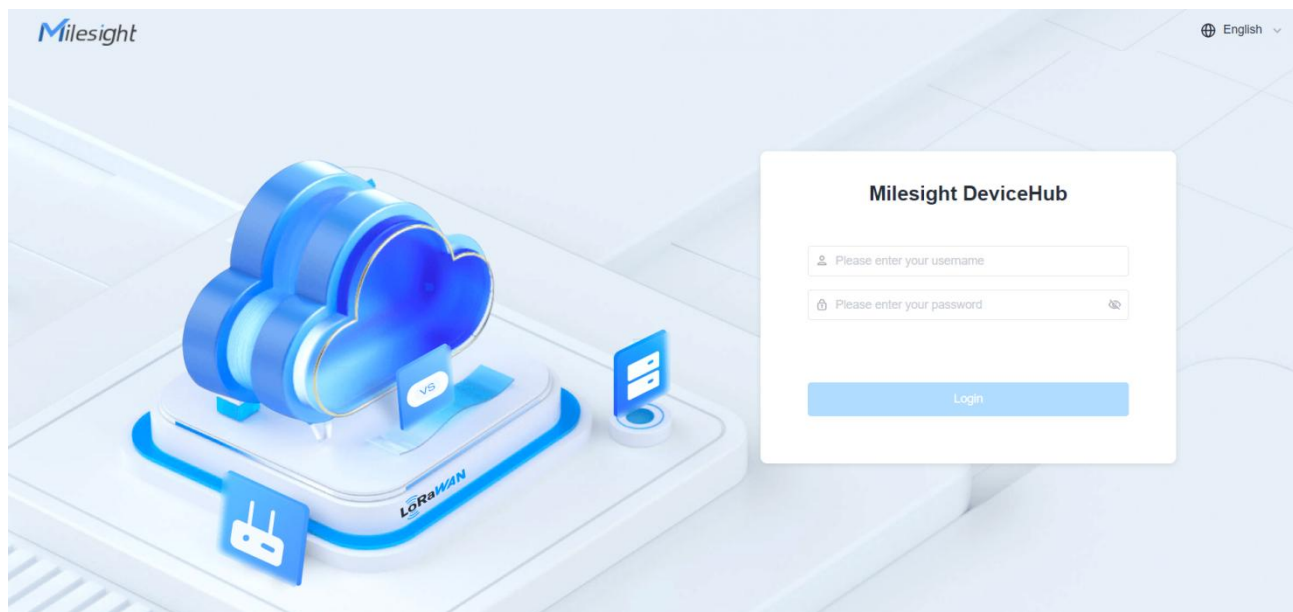 Milesight
English
Milesight DeviceHub
Please enter your username
Please enter your password
Login
VS
LoRaWAN